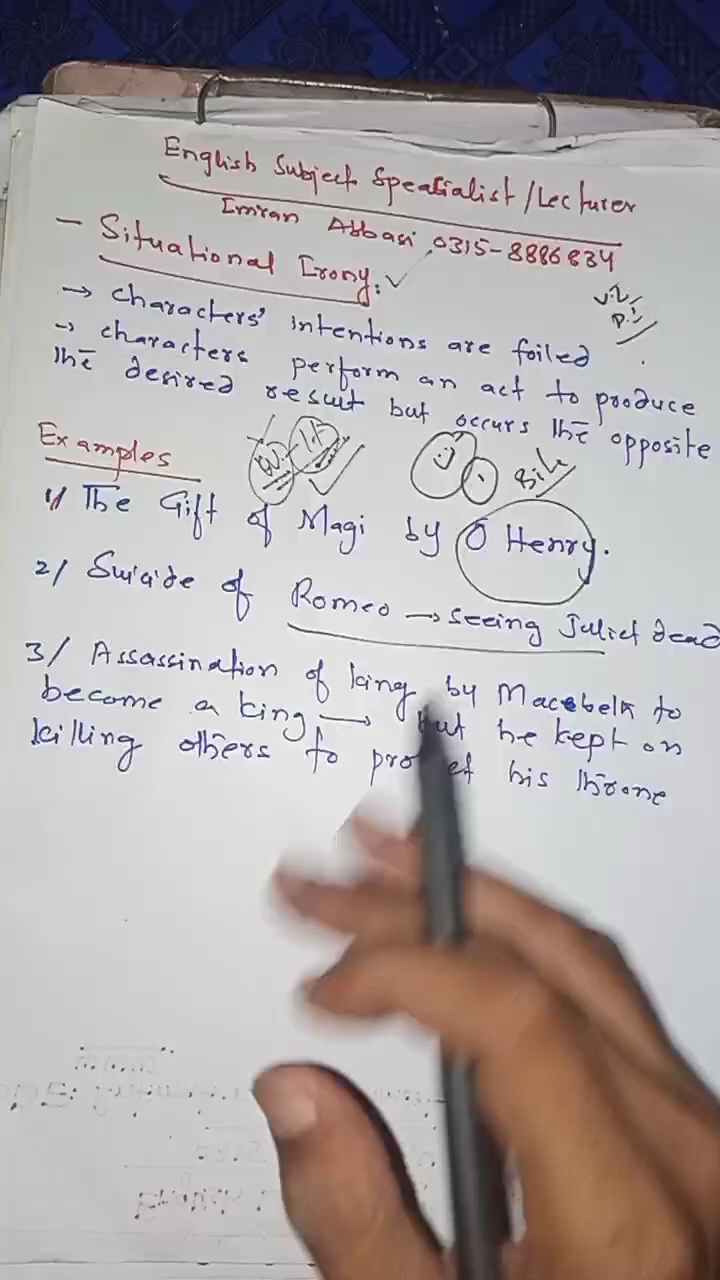 English Subject Specialist/Lecturer
Imran Abbasi 0315-8886834
- Situational Irony.
→ characters' intentions are foiled
→ characters perform an act to produce
the desired result but occurs the opposite
Examples
1/ The Gift of Magi by O Henry.
2/ Suicide of Romeo → seeing Juliet dead
3/ Assassination of king by Macebeth to
become a king → but he kept on
killing others to protect his throne